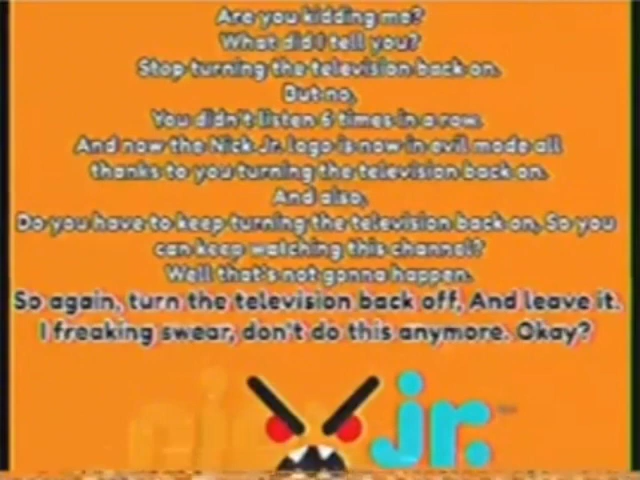 Are you kidding me?
What did I tell you?
Stop turning the television back on.
But no,
You didn't listen 6 times in a row.
And now the Nick Jr. logo is now in evil mode all
thanks to you turning the television back on.
And also,
Do you have to keep turning the television back on, So you
can keep watching this channel?
Well that's not gonna happen.
So again, turn the television back off, And leave it.
I freaking swear, don't do this anymore. Okay?
jr.